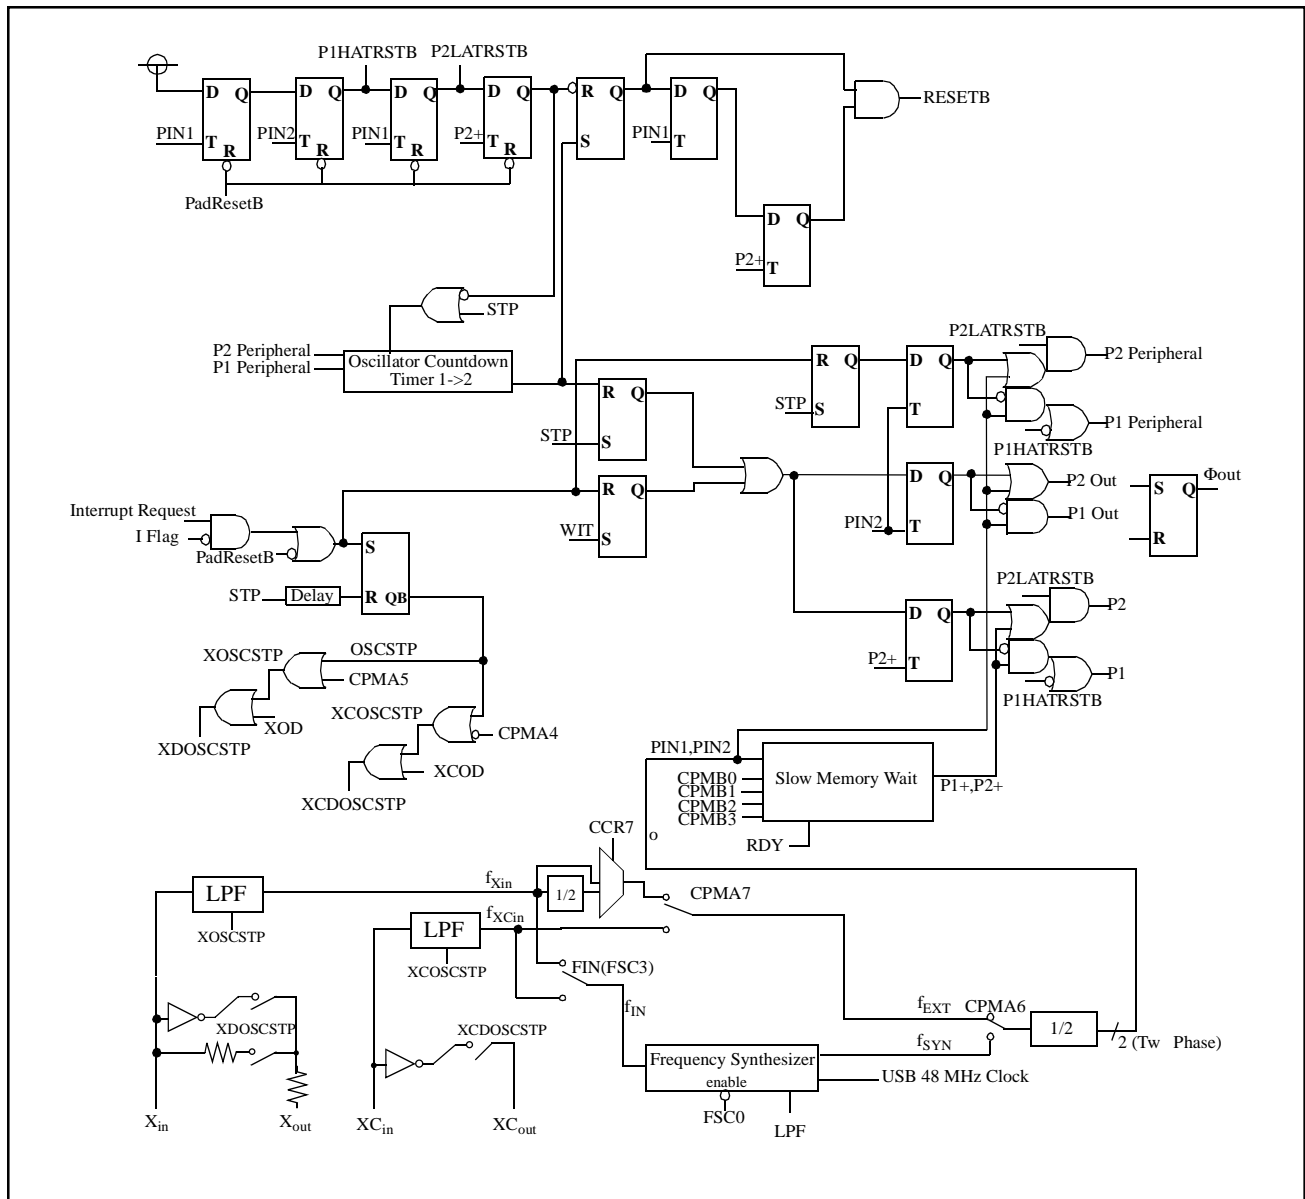 P1HATRSTB P2LATRSTB
D Q D Q D Q D Q R Q D Q
RESETB
PIN1 T R PIN2 T R PIN1 T R P2+ T R S PIN1 T
PadResetB
D Q
P2+ T
STP
P2 Peripheral
P1 Peripheral
Oscillator Countdown
Timer 1->2
P2LATRSTB
P2 Peripheral
R Q D Q
STP S T
P1 Peripheral
P1HATRSTB
R Q
STP S
R Q
WIT S
D Q
PIN2 T
P2 Out
P1 Out
S Q Φout
R
Interrupt Request
I Flag
PadResetB
S
STP Delay R QB
P2LATRSTB
P2
D Q
P2+ T
P1
P1HATRSTB
XOSCSTP OSCSTP
CPMA5
XOD
XDOSCSTP
XCOSCSTP
CPMA4
XCOD
XCDOSCSTP
PIN1,PIN2
CPMB0
CPMB1
CPMB2
CPMB3
Slow Memory Wait
P1+,P2+
RDY
o
CCR7
LPF
XOSCSTP
fXin
1/2
CPMA7
LPF
XCOSCSTP
fXCin
FIN(FSC3)
fIN
XDOSCSTP
XCDOSCSTP
fEXT
CPMA6
fSYN
1/2
2 (Tw Phase)
Frequency Synthesizer
enable
USB 48 MHz Clock
FSC0
LPF
Xin
Xout
XCin
XCout